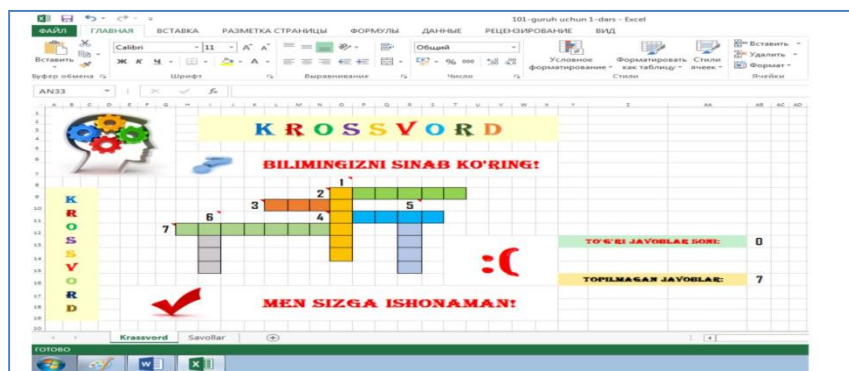 101-guruh uchun 1-dars - Excel
ФАЙЛ ГЛАВНАЯ ВСТАВКА РАЗМЕТКА СТРАНИЦЫ ФОРМУЛЫ ДАННЫЕ РЕЦЕНЗИРОВАНИЕ ВИД
Calibri 11 Общий
Вставить Ж К Ч Условное форматирование Форматировать как таблицу Стили ячеек
Вставить
Удалить
Формат
Буфер обмена Шрифт Выравнивание Число Стили Ячейки
AN33
KROSSVORD
BILIMINGIZNI SINAB KO'RING!
1
2
3 5
6 4
7
KROSSVORD
:(
TO'G'RI JAVOBLAR SONI: 0
TOPILMAGAN JAVOBLAR: 7
MEN SIZGA ISHONAMAN!
Krassvord Savollar
ГОТОВО